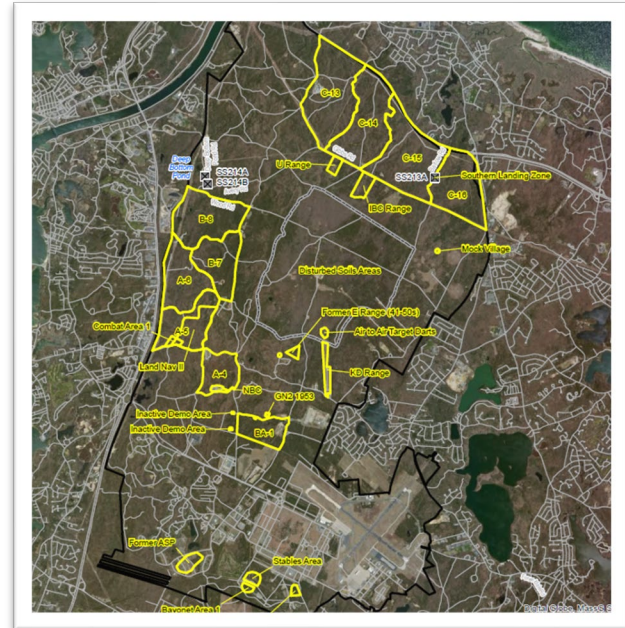 C-13
C-14
C-15
C-16
U Range
SS213A
Southern Landing Zone
IBC Range
Deep
Bottom
Pond
SS214A
SS214B
B-8
B-7
Mock Village
Disturbed Soils Areas
A-6
Former E Range (41-50s)
Combat Area 1
A-5
Air to Air Target Darts
Land Nav II
A-4
KD Range
NBC
GN2 1953
Inactive Demo Area
Inactive Demo Area
BA-1
Former ASP
Stables Area
Bayonet Area 1